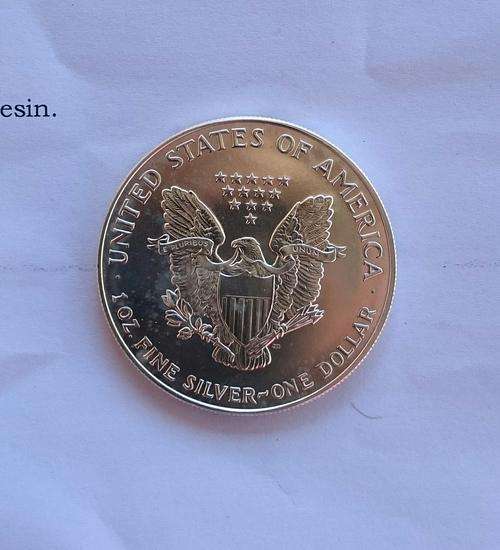 esin.
UNITED STATES OF AMERICA
E PLURIBUS UNUM
1 OZ. FINE SILVER~ONE DOLLAR